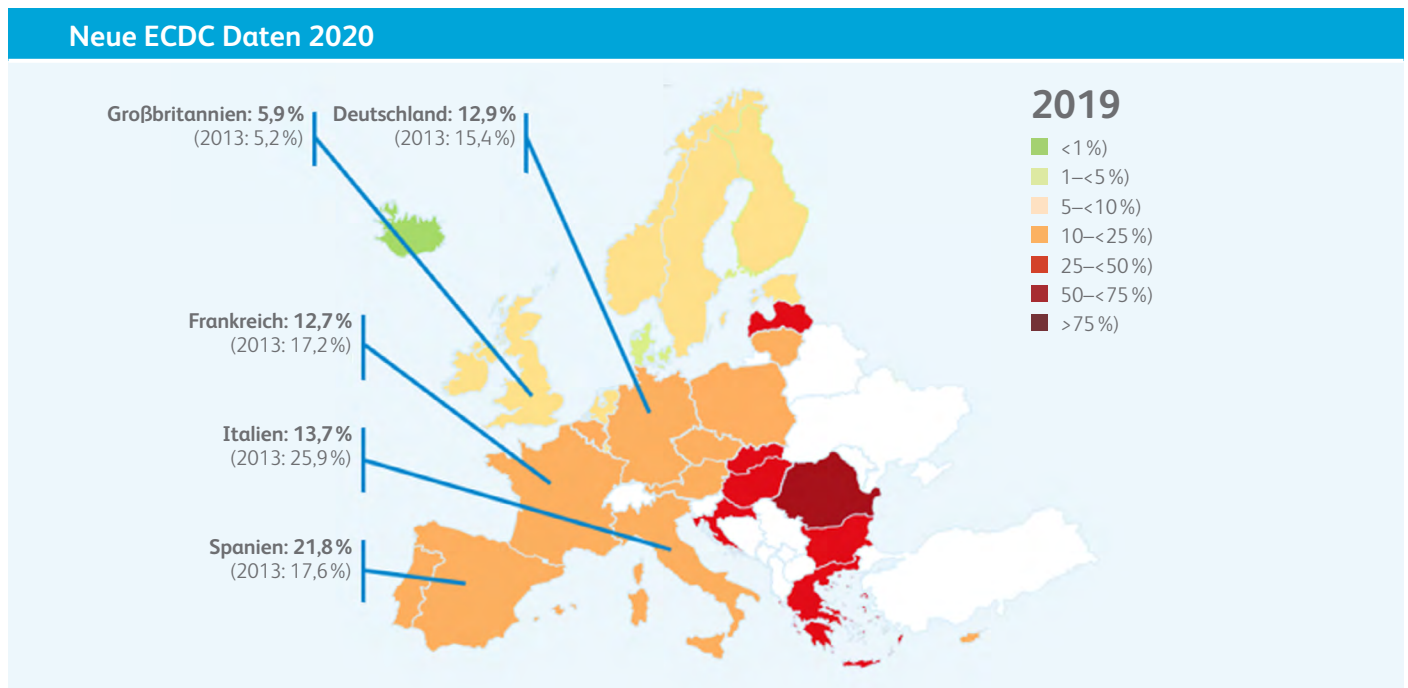 Neue ECDC Daten 2020
Großbritannien: 5,9 %
(2013: 5,2 %)
Deutschland: 12,9 %
(2013: 15,4 %)
Frankreich: 12,7 %
(2013: 17,2 %)
Italien: 13,7 %
(2013: 25,9 %)
Spanien: 21,8 %
(2013: 17,6 %)
2019
<1 %)
1–<5 %)
5–<10 %)
10–<25 %)
25–<50 %)
50–<75 %)
>75 %)